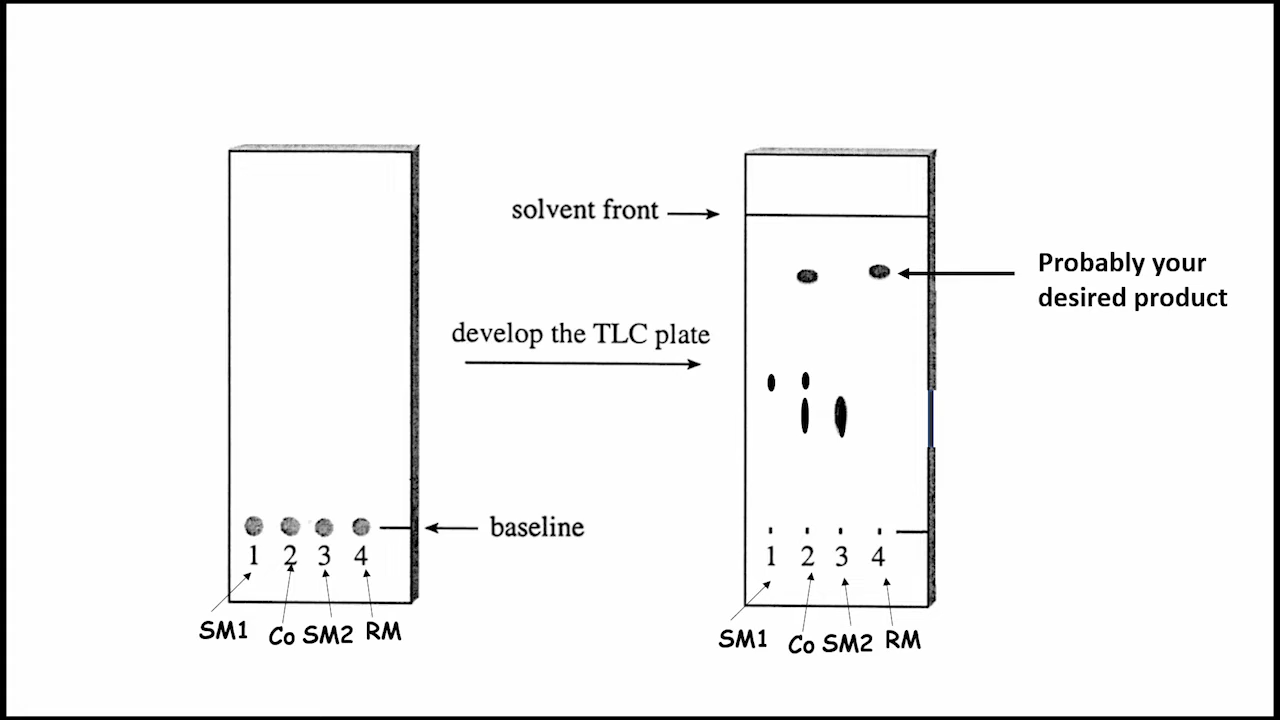 solvent front
Probably your
desired product
develop the TLC plate
baseline
1 2 3 4
SM1 Co SM2 RM
1 2 3 4
SM1 Co SM2 RM